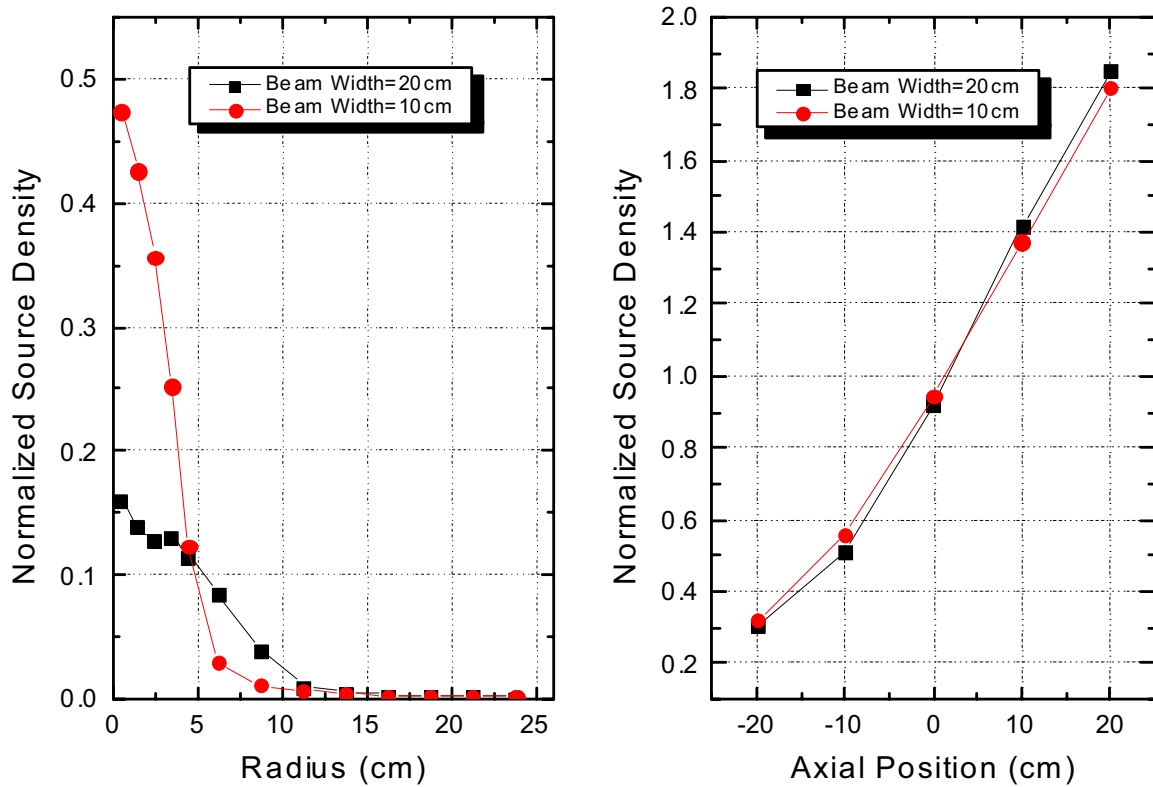 0.5
0.4
0.3
0.2
0.1
0.0
Normalized Source Density
Beam Width=20cm
Beam Width=10cm
0 5 10 15 20 25
Radius (cm)
2.0
1.8
1.6
1.4
1.2
1.0
0.8
0.6
0.4
0.2
Normalized Source Density
Beam Width=20cm
Beam Width=10cm
-20 -10 0 10 20
Axial Position (cm)